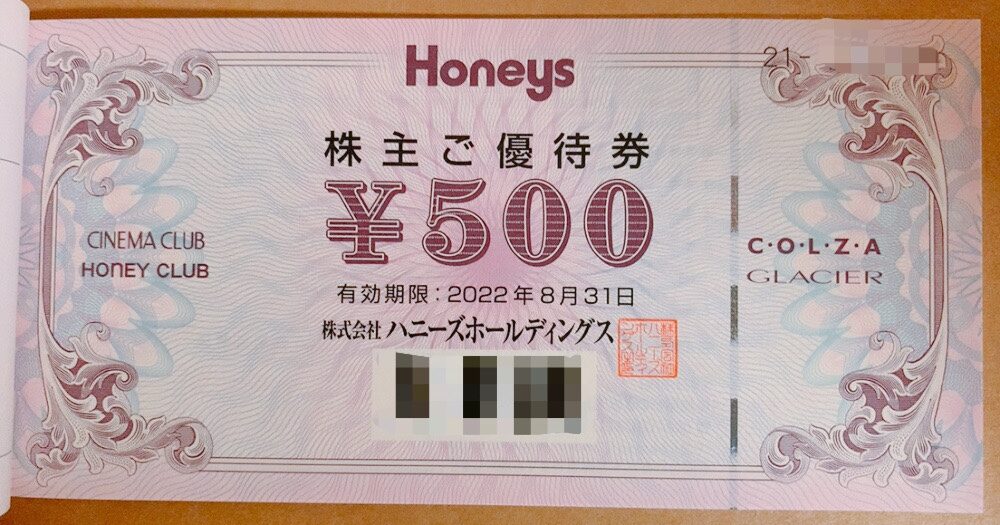 Honeys
21-
株主ご優待券
¥500
CINEMA CLUB
HONEY CLUB
C・O・L・Z・A
GLACIER
有効期限：2022年8月31日
株式会社 ハニーズホールディングス